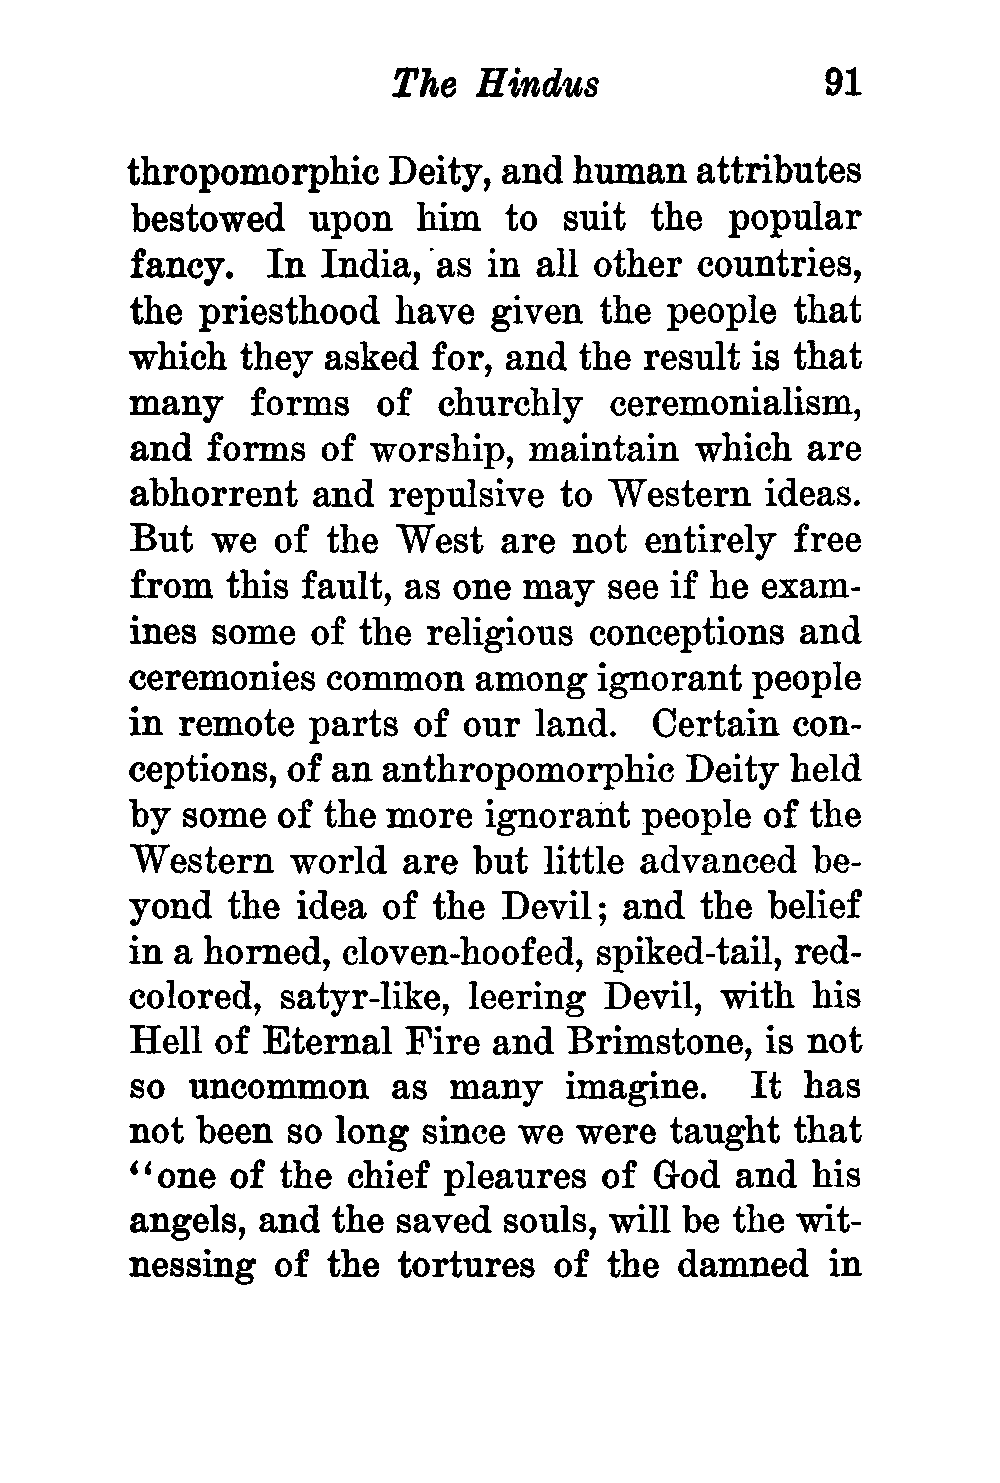 The Hindus 91
thropomorphic Deity, and human attributes
bestowed upon him to suit the popular
fancy. In India, as in all other countries,
the priesthood have given the people that
which they asked for, and the result is that
many forms of churchly ceremonialism,
and forms of worship, maintain which are
abhorrent and repulsive to Western ideas.
But we of the West are not entirely free
from this fault, as one may see if he exam-
ines some of the religious conceptions and
ceremonies common among ignorant people
in remote parts of our land. Certain con-
ceptions, of an anthropomorphic Deity held
by some of the more ignorant people of the
Western world are but little advanced be-
yond the idea of the Devil; and the belief
in a horned, cloven-hoofed, spiked-tail, red-
colored, satyr-like, leering Devil, with his
Hell of Eternal Fire and Brimstone, is not
so uncommon as many imagine. It has
not been so long since we were taught that
“one of the chief pleaures of God and his
angels, and the saved souls, will be the wit-
nessing of the tortures of the damned in